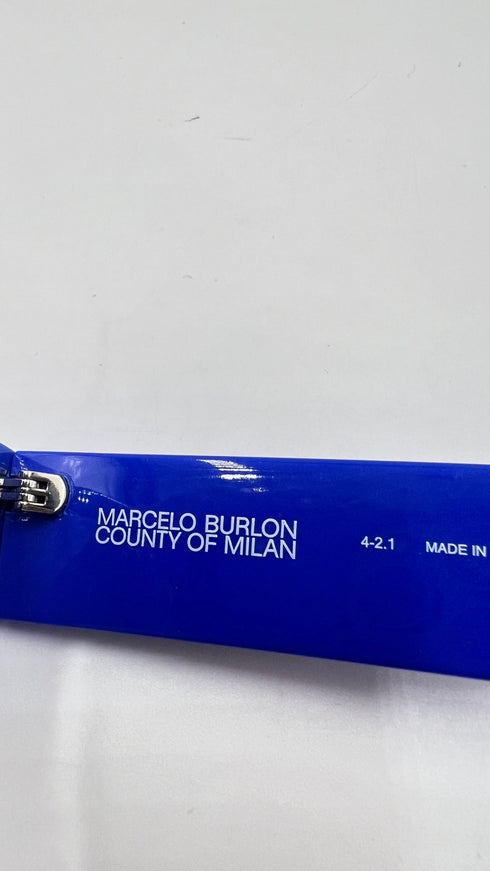 MARCELO BURLON
COUNTY OF MILAN
4-2.1 MADE IN